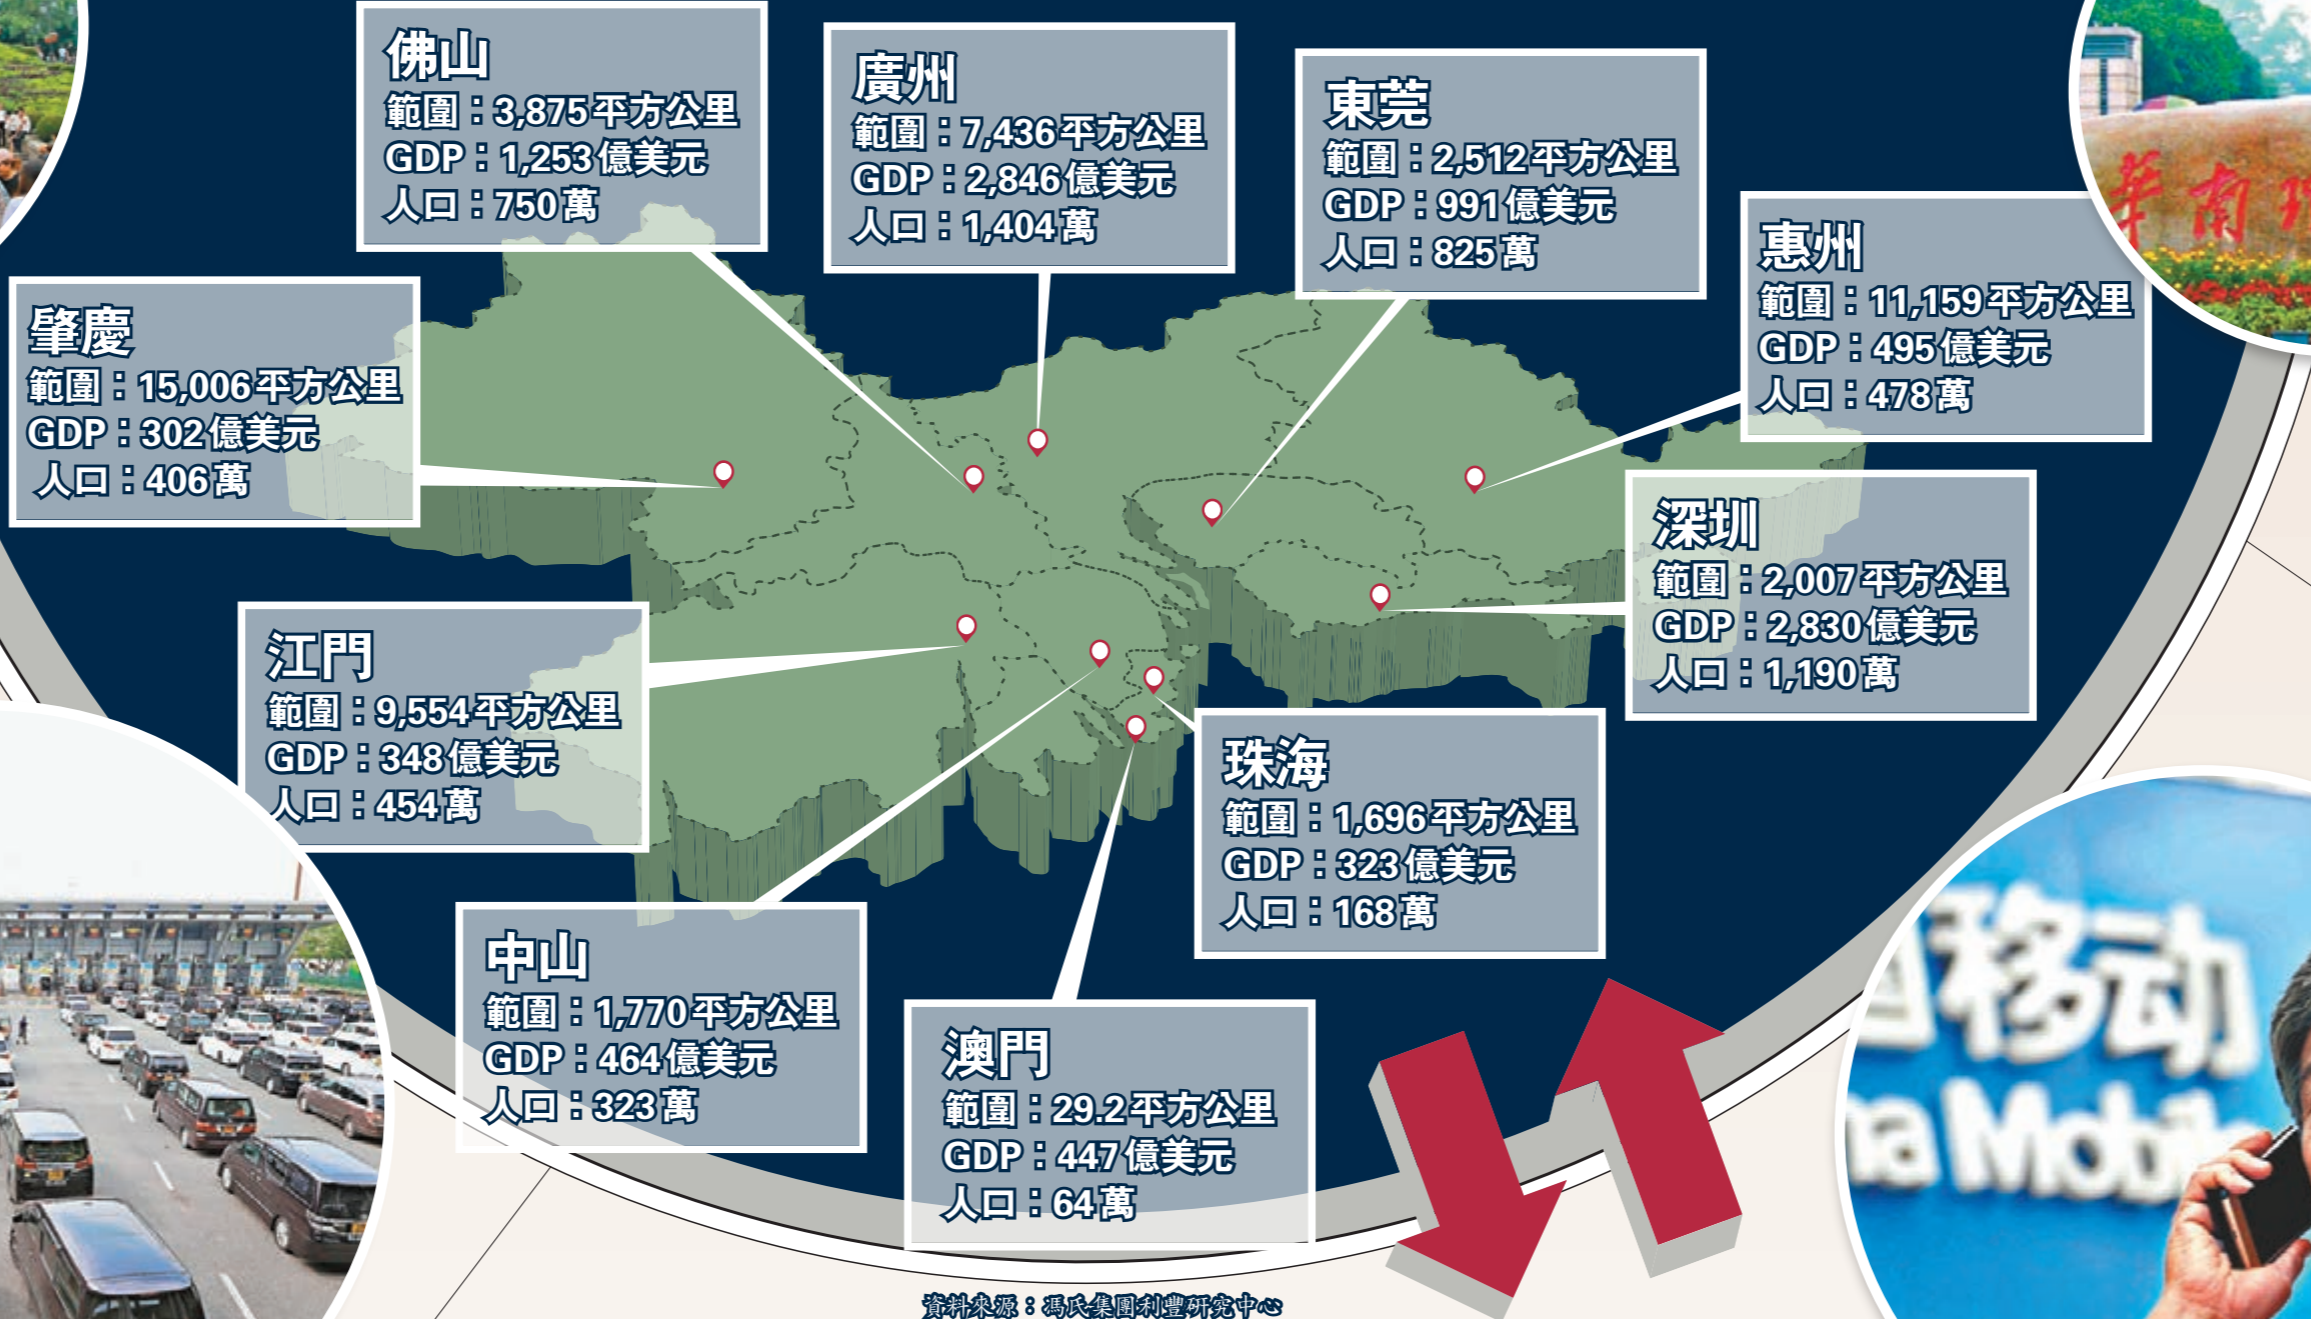 佛山
範圍：3,875平方公里
GDP：1,253億美元
人口：750萬
廣州
範圍：7,436平方公里
GDP：2,846億美元
人口：1,404萬
東莞
範圍：2,512平方公里
GDP：991億美元
人口：825萬
惠州
範圍：11,159平方公里
GDP：495億美元
人口：478萬
華南
肇慶
範圍：15,006平方公里
GDP：302億美元
人口：406萬
深圳
範圍：2,007平方公里
GDP：2,830億美元
人口：1,190萬
江門
範圍：9,554平方公里
GDP：348億美元
人口：454萬
珠海
範圍：1,696平方公里
GDP：323億美元
人口：168萬
中山
範圍：1,770平方公里
GDP：464億美元
人口：323萬
澳門
範圍：29.2平方公里
GDP：447億美元
人口：64萬
移动
na Mobile
資料來源：馮氏集團利豐研究中心